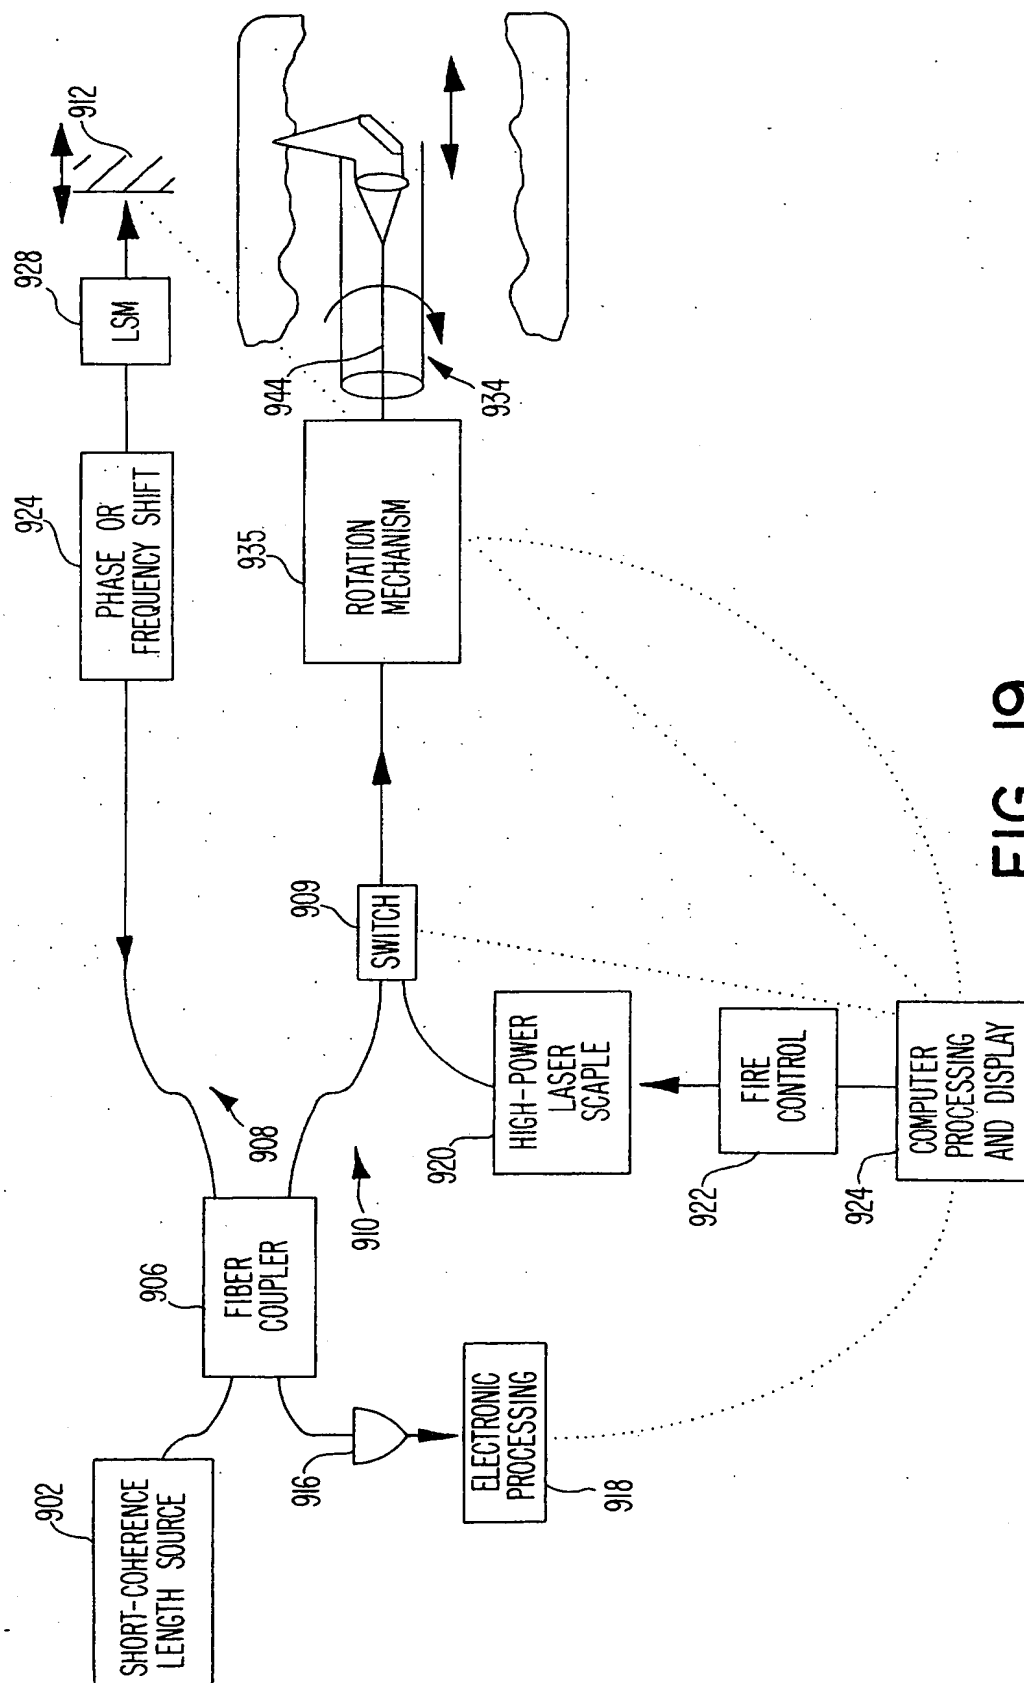 902
SHORT-COHERENCE
LENGTH SOURCE
906
FIBER
COUPLER
908
910
916
ELECTRONIC
PROCESSING
918
924
PHASE OR
FREQUENCY SHIFT
928
LSM
912
909
SWITCH
935
ROTATION
MECHANISM
944
934
920
HIGH-POWER
LASER
SCAPLE
922
FIRE
CONTROL
924
COMPUTER
PROCESSING
AND DISPLAY
FIG 19